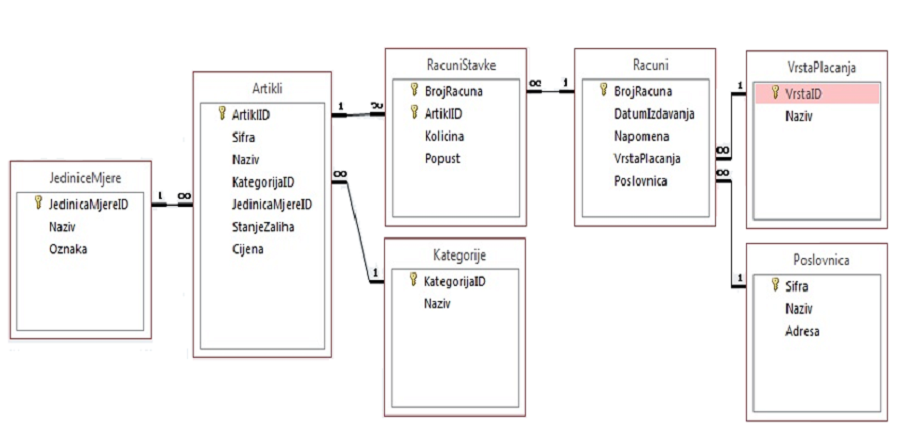 JediniceMjere
JedinicaMjereID
Naziv
Oznaka
Artikli
ArtiklID
Sifra
Naziv
KategorijaID
JedinicaMjereID
StanjeZaliha
Cijena
RacuniStavke
BrojRacuna
ArtiklID
Kolicina
Popust
Kategorije
KategorijaID
Naziv
Racuni
BrojRacuna
DatumIzdavanja
Napomena
VrstaPlacanja
Poslovnica
VrstaPlacanja
VrstaID
Naziv
Poslovnica
Sifra
Naziv
Adresa
1 ∞
1 ∞
∞ 1
∞ 1
1 ∞
∞ 1